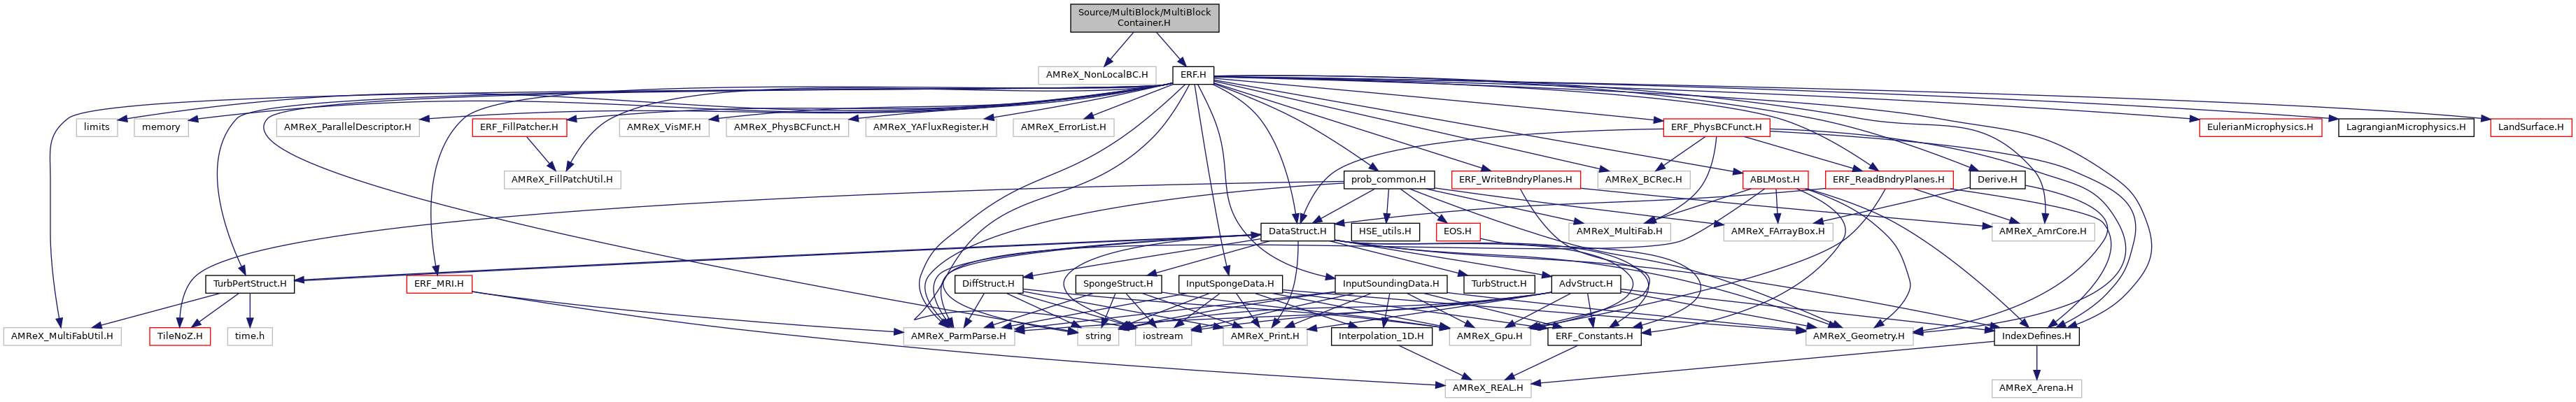 Source/MultiBlock/MultiBlock
Container.H
AMReX_NonLocalBC.H
ERF.H
limits
memory
AMReX_ParallelDescriptor.H
ERF_FillPatcher.H
AMReX_VisMF.H
AMReX_PhysBCFunct.H
AMReX_YAFluxRegister.H
AMReX_ErrorList.H
ERF_PhysBCFunct.H
EulerianMicrophysics.H
LagrangianMicrophysics.H
LandSurface.H
AMReX_FillPatchUtil.H
prob_common.H
ERF_WriteBndryPlanes.H
AMReX_BCRec.H
ABLMost.H
ERF_ReadBndryPlanes.H
Derive.H
DataStruct.H
HSE_utils.H
EOS.H
AMReX_MultiFab.H
AMReX_FArrayBox.H
AMReX_AmrCore.H
TurbPertStruct.H
ERF_MRI.H
DiffStruct.H
SpongeStruct.H
InputSpongeData.H
InputSoundingData.H
TurbStruct.H
AdvStruct.H
AMReX_MultiFabUtil.H
TileNoZ.H
time.h
AMReX_ParmParse.H
string
iostream
AMReX_Print.H
Interpolation_1D.H
AMReX_Gpu.H
ERF_Constants.H
AMReX_Geometry.H
IndexDefines.H
AMReX_REAL.H
AMReX_Arena.H